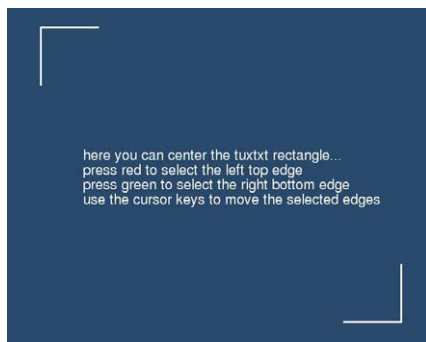 here you can center the tuxtxt rectangle...
press red to select the left top edge
press green to select the right bottom edge
use the cursor keys to move the selected edges